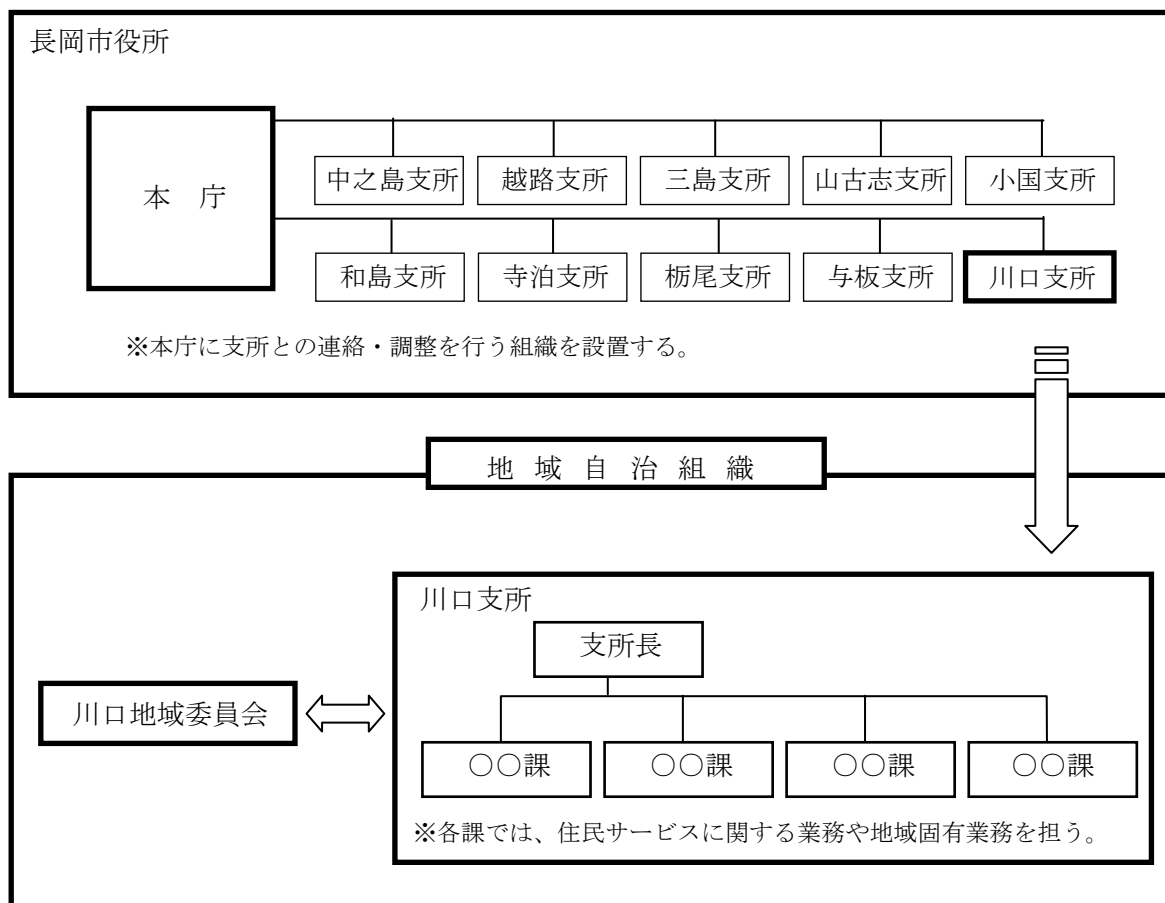 長岡市役所
本　庁
中之島支所
越路支所
三島支所
山古志支所
小国支所
和島支所
寺泊支所
栃尾支所
与板支所
川口支所
※本庁に支所との連絡・調整を行う組織を設置する。
地 域 自 治 組 織
川口支所
支所長
川口地域委員会
○○課
○○課
○○課
○○課
※各課では、住民サービスに関する業務や地域固有業務を担う。